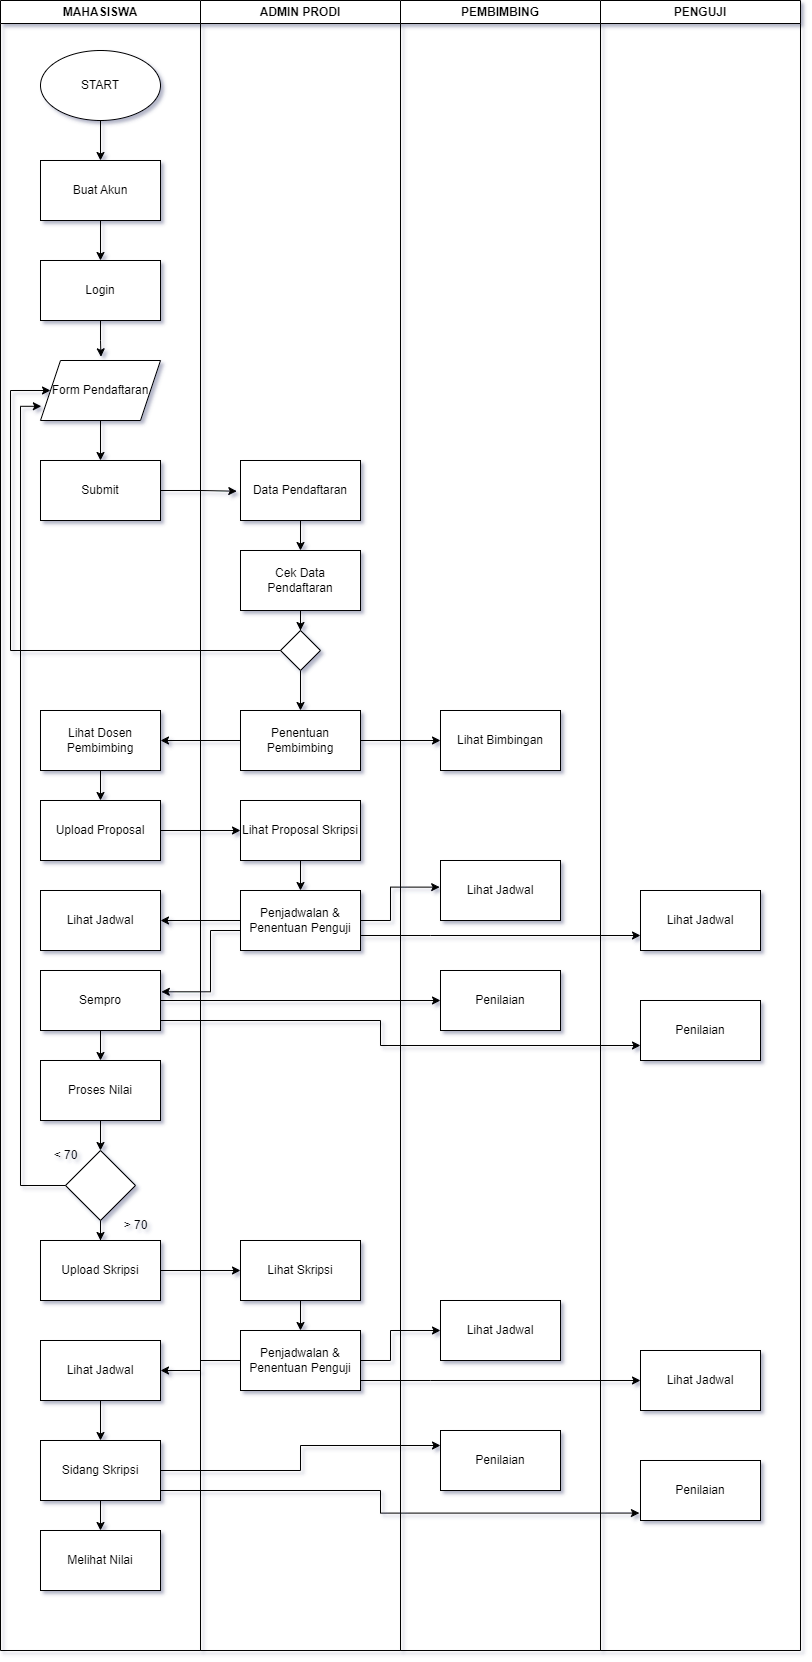 MAHASISWA
ADMIN PRODI
PEMBIMBING
PENGUJI
START
Buat Akun
Login
Form Pendaftaran
Submit
Data Pendaftaran
Cek Data
Pendaftaran
Lihat Dosen
Pembimbing
Penentuan
Pembimbing
Lihat Bimbingan
Upload Proposal
Lihat Proposal Skripsi
Lihat Jadwal
Penjadwalan &
Penentuan Penguji
Lihat Jadwal
Lihat Jadwal
Sempro
Penilaian
Penilaian
Proses Nilai
< 70
> 70
Upload Skripsi
Lihat Skripsi
Lihat Jadwal
Penjadwalan &
Penentuan Penguji
Lihat Jadwal
Lihat Jadwal
Sidang Skripsi
Penilaian
Penilaian
Melihat Nilai